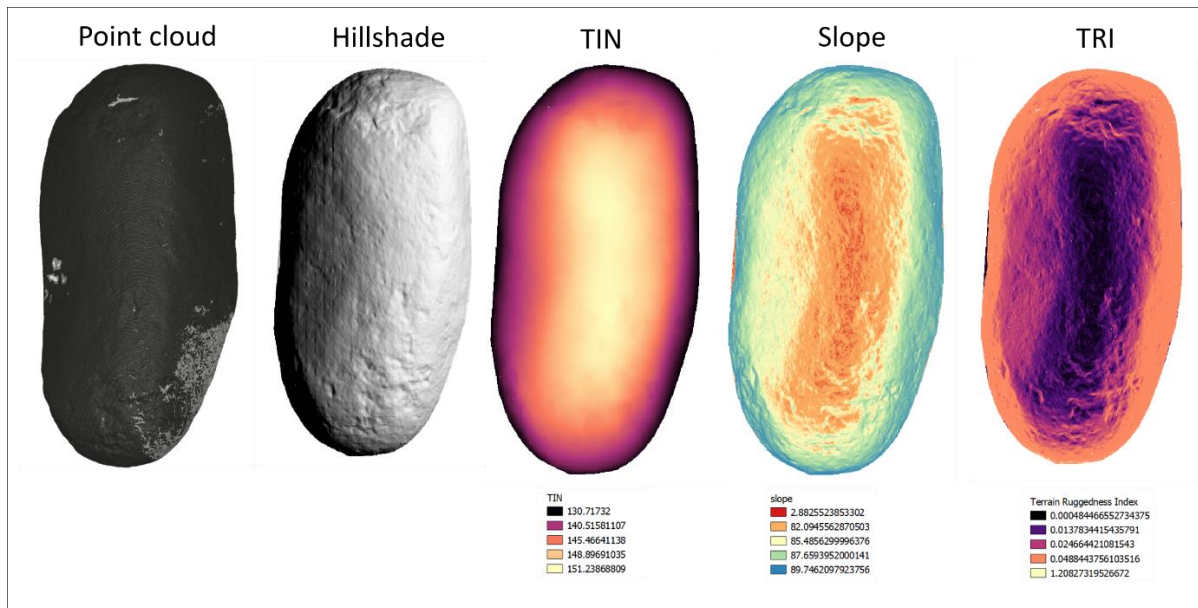 Point cloud
Hillshade
TIN
Slope
TRI
TIN
130.71732
140.51581107
145.46641138
148.89691035
151.23868809
slope
2.8825523853302
82.0945562870503
85.4856299996376
87.6593952000141
89.7462097923756
Terrain Ruggedness Index
0.000484466552734375
0.0137834415435791
0.024664421081543
0.0488443756103516
1.20827319526672